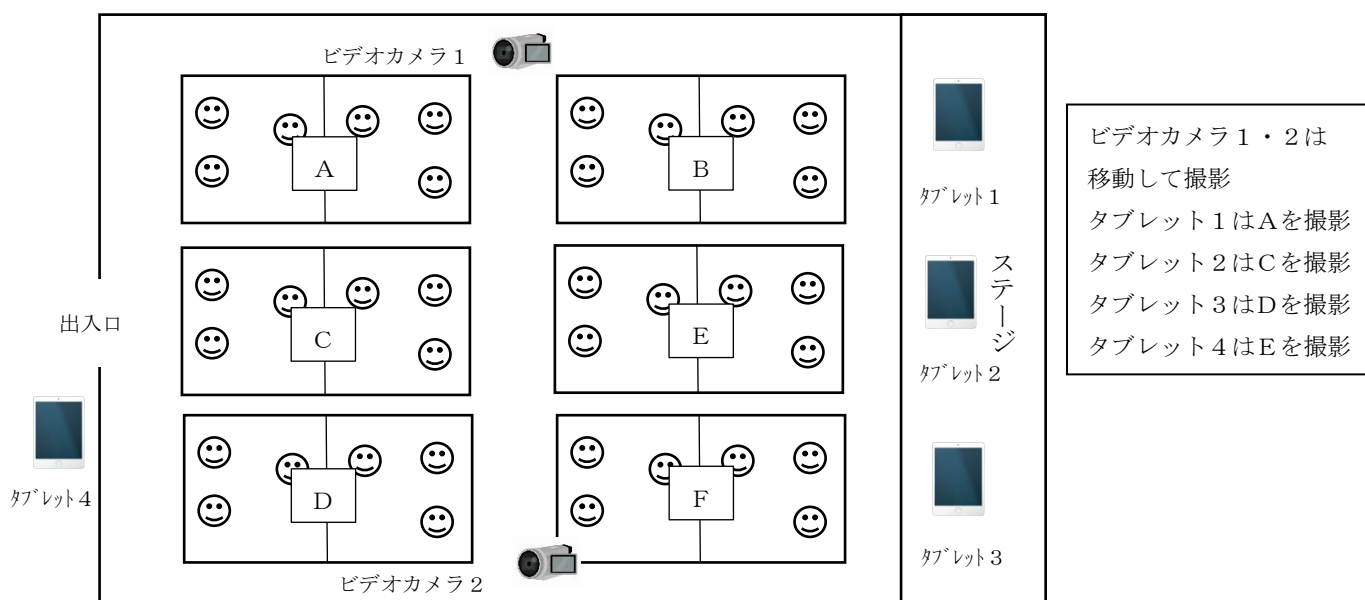 ビデオカメラ１
A
B
タブレット１
C
E
ステージ
タブレット２
出入口
D
F
タブレット４
タブレット３
ビデオカメラ２
ビデオカメラ１・２は
移動して撮影
タブレット１はＡを撮影
タブレット２はＣを撮影
タブレット３はＤを撮影
タブレット４はＥを撮影